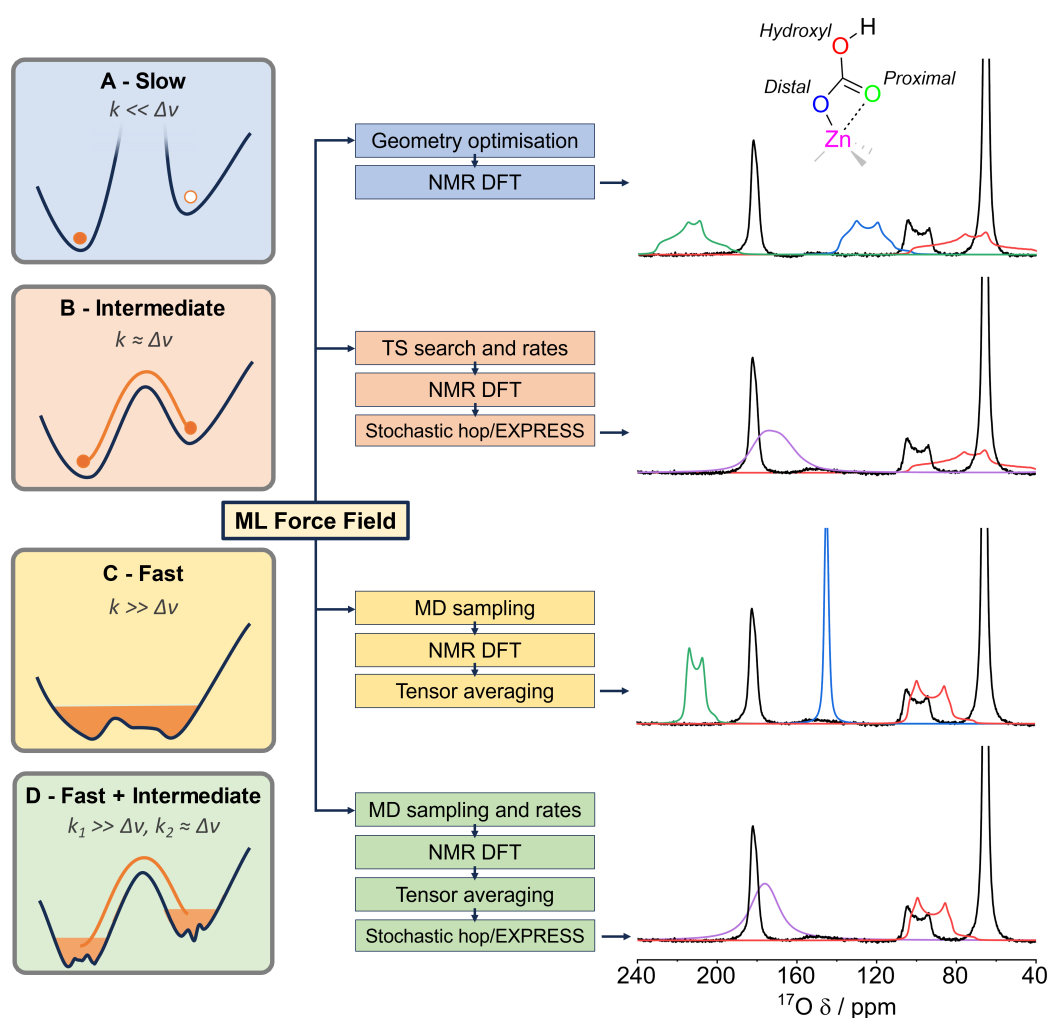 A - Slow
k << Δν
B - Intermediate
k ≈ Δν
ML Force Field
C - Fast
k >> Δν
D - Fast + Intermediate
k₁ >> Δν, k₂ ≈ Δν
Geometry optimisation
NMR DFT
TS search and rates
NMR DFT
Stochastic hop/EXPRESS
MD sampling
NMR DFT
Tensor averaging
MD sampling and rates
NMR DFT
Tensor averaging
Stochastic hop/EXPRESS
Hydroxyl
H
O
Distal
Proximal
O
O
Zn
240 200 160 120 80 40
¹⁷O δ / ppm